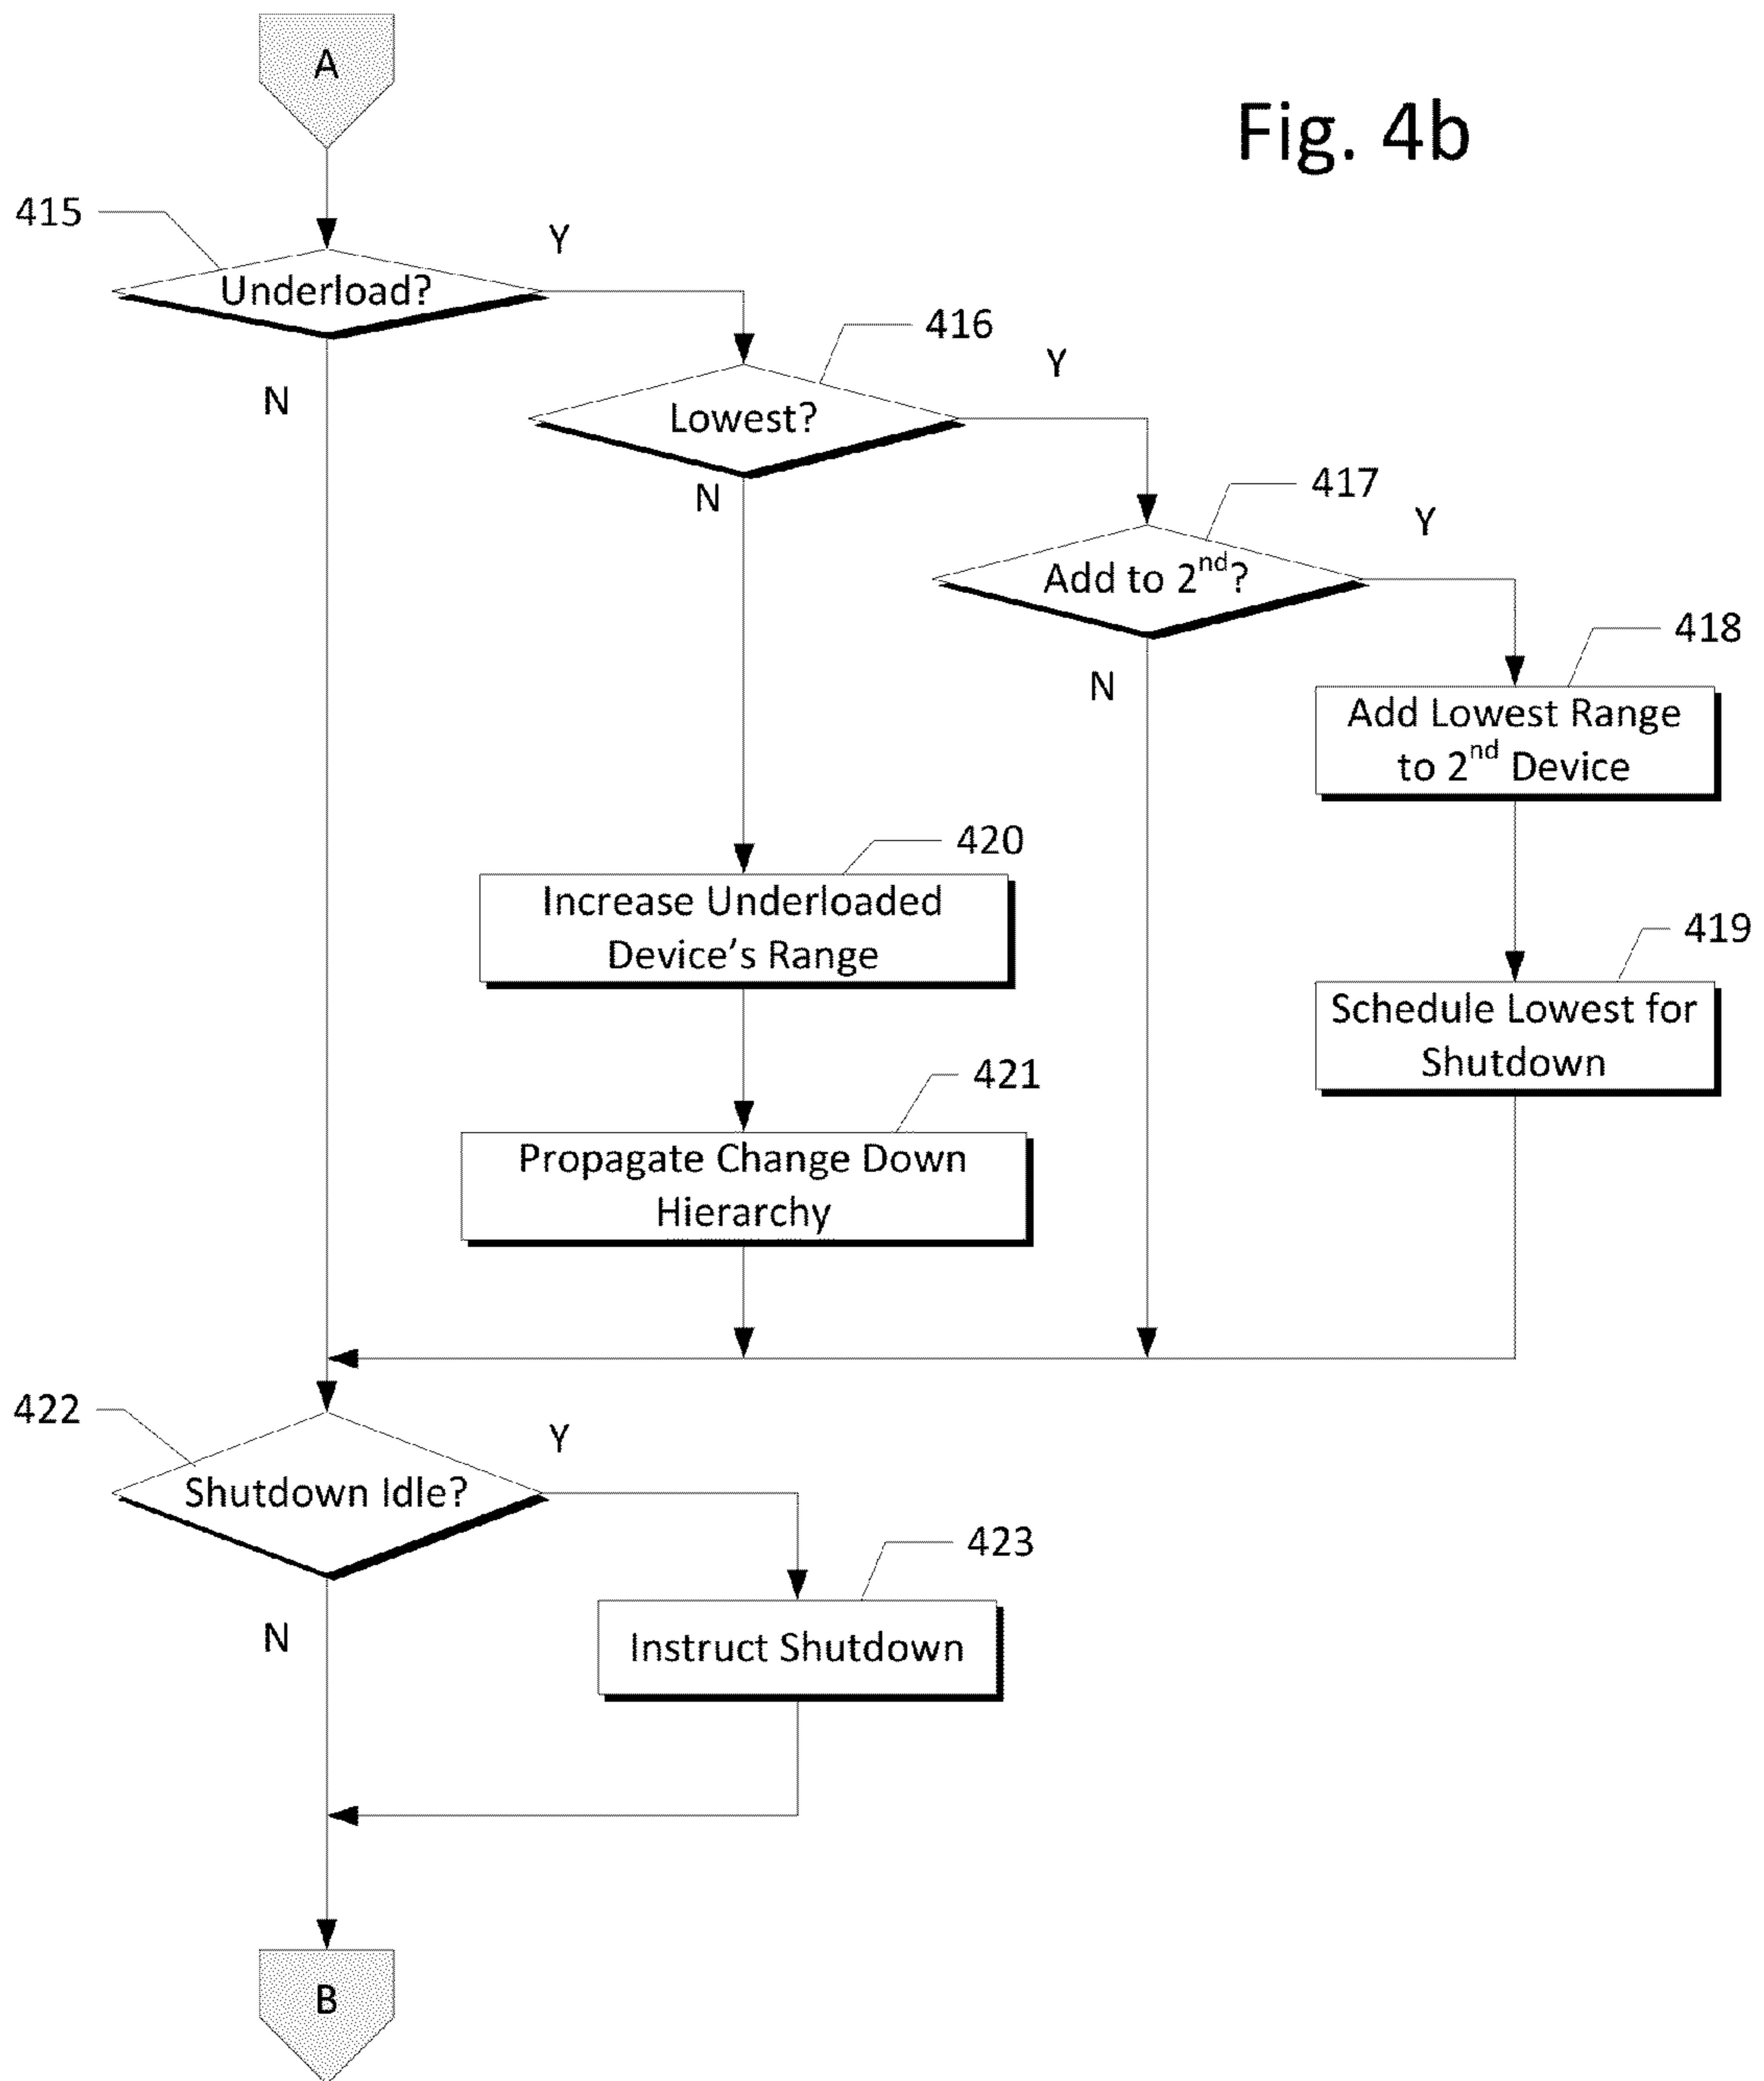 A
Fig. 4b
415
Y
Underload?
N
416
Y
Lowest?
N
417
Y
Add to 2nd?
N
418
Add Lowest Range
to 2nd Device
420
Increase Underloaded
Device's Range
419
Schedule Lowest for
Shutdown
421
Propagate Change Down
Hierarchy
422
Y
Shutdown Idle?
N
423
Instruct Shutdown
B